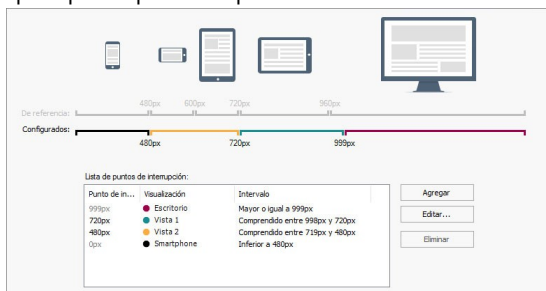 480px 600px 720px 960px
De referencia:
Configurados:
480px 720px 999px
Lista de puntos de interrupción:
Punto de in... Visualización Intervalo
999px Escritorio Mayor o igual a 999px
720px Vista 1 Comprendido entre 998px y 720px
480px Vista 2 Comprendido entre 719px y 480px
0px Smartphone Inferior a 480px
Agregar
Editar...
Eliminar